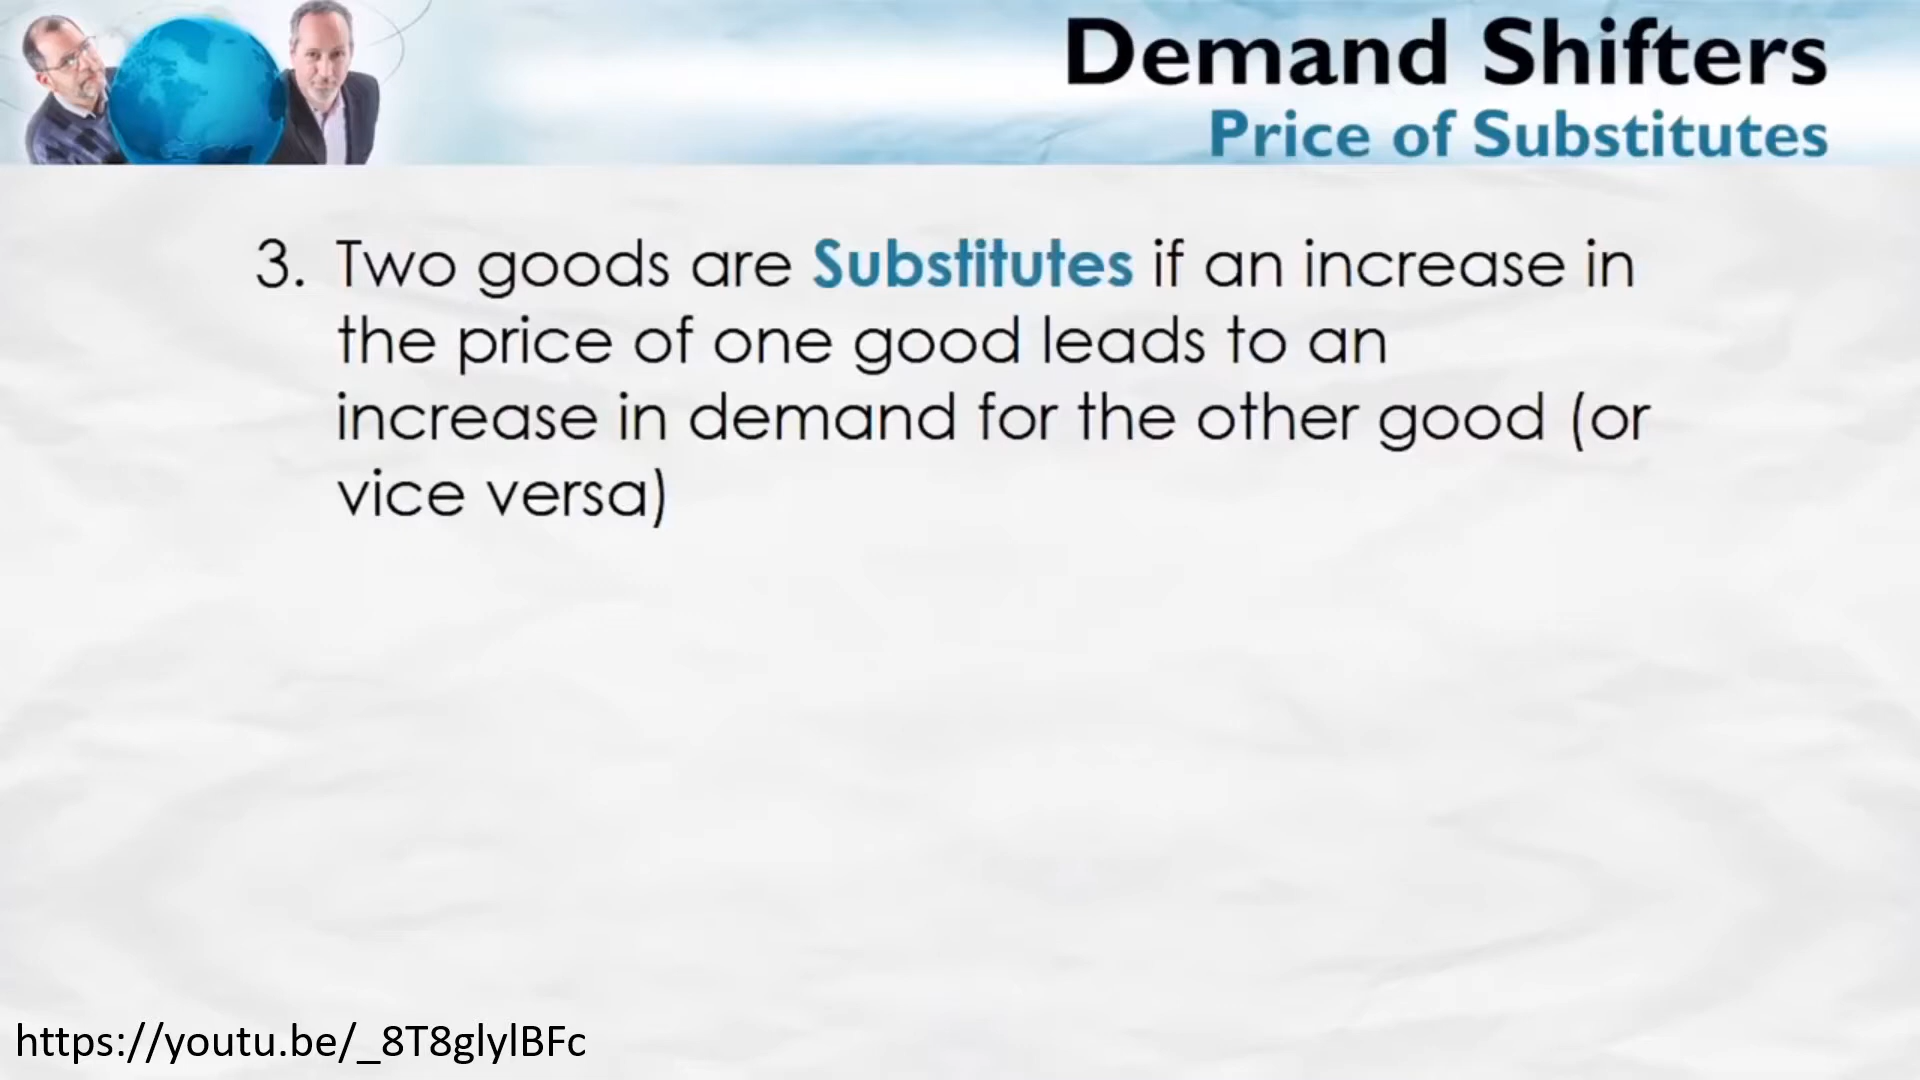 Demand Shifters
Price of Substitutes
3. Two goods are Substitutes if an increase in
the price of one good leads to an
increase in demand for the other good (or
vice versa)
https://youtu.be/_8T8glylBFc